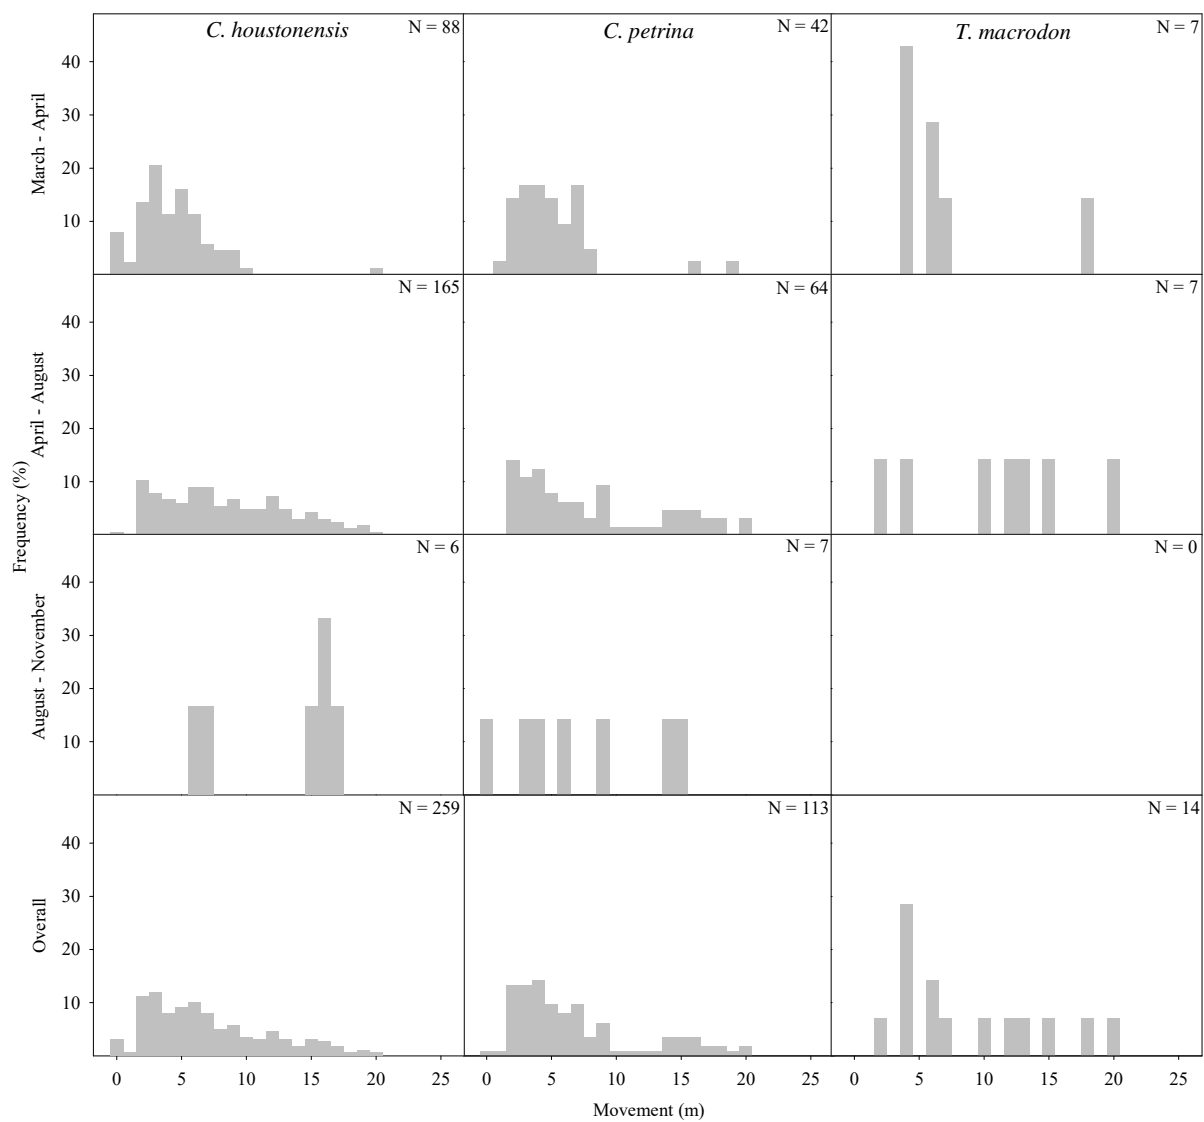 C. houstonensis N = 88 C. petrina N = 42 T. macrodon N = 7
40
30
20
10
March - April
N = 165 N = 64 N = 7
40
30
20
10
April - August
Frequency (%)
N = 6 N = 7 N = 0
40
30
20
10
August - November
N = 259 N = 113 N = 14
40
30
20
10
Overall
0 5 10 15 20 25 0 5 10 15 20 25 0 5 10 15 20 25
Movement (m)